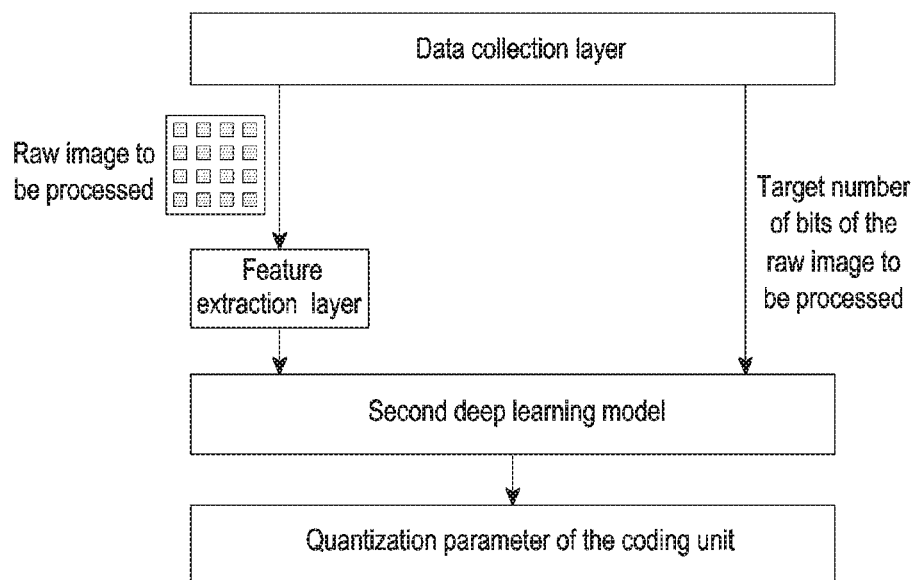 Data collection layer
Raw image to
be processed
Target number
of bits of the
raw image to
be processed
Feature
extraction layer
Second deep learning model
Quantization parameter of the coding unit